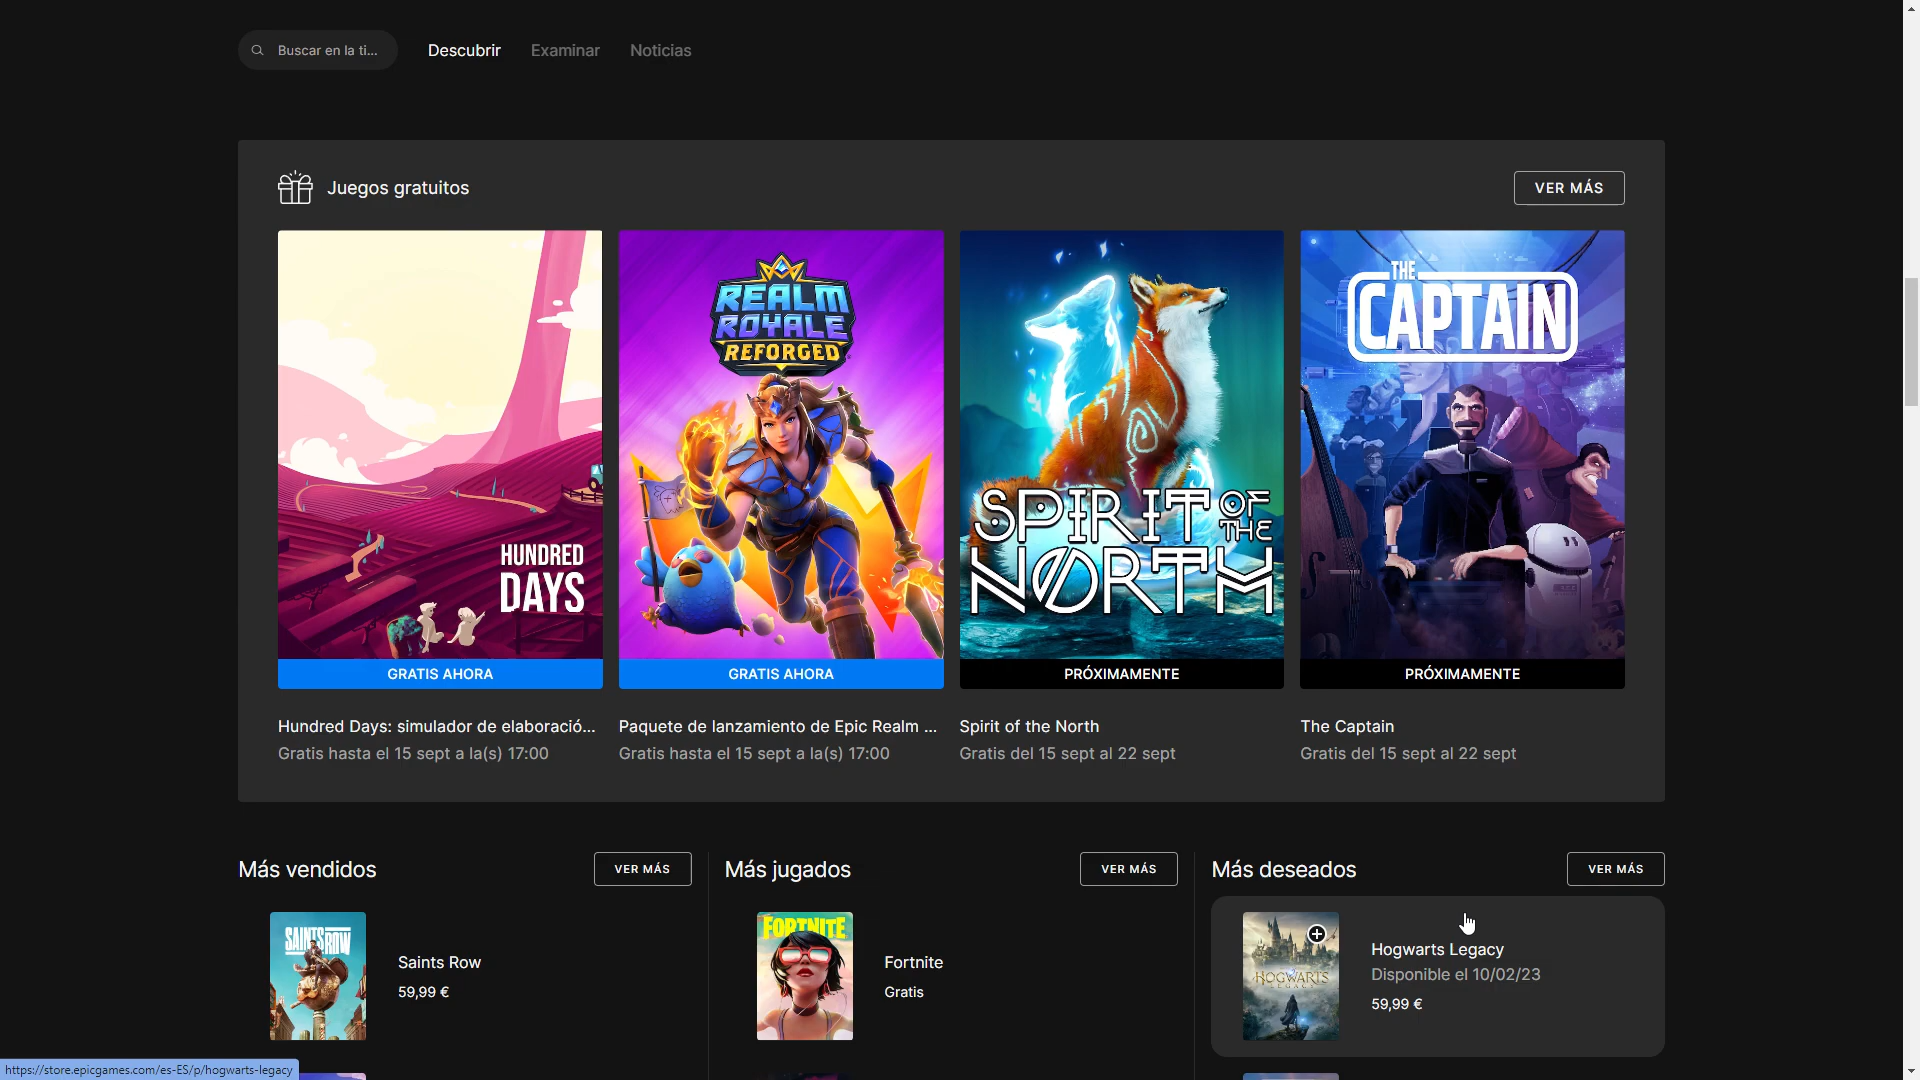 Buscar en la ti...
Descubrir
Examinar
Noticias
Juegos gratuitos
VER MÁS
HUNDRED
DAYS
REALM
ROYALE
REFORGED
SPIRIT OF
THE
NORTH
THE
CAPTAIN
GRATIS AHORA
GRATIS AHORA
PRÓXIMAMENTE
PRÓXIMAMENTE
Hundred Days: simulador de elaboració...
Gratis hasta el 15 sept a la(s) 17:00
Paquete de lanzamiento de Epic Realm ...
Gratis hasta el 15 sept a la(s) 17:00
Spirit of the North
Gratis del 15 sept al 22 sept
The Captain
Gratis del 15 sept al 22 sept
Más vendidos
VER MÁS
Más jugados
VER MÁS
Más deseados
VER MÁS
SAINTS ROW
Saints Row
59,99 €
FORTNITE
Fortnite
Gratis
HOGWARTS
LEGACY
Hogwarts Legacy
Disponible el 10/02/23
59,99 €
https://store.epicgames.com/es-ES/p/hogwarts-legacy